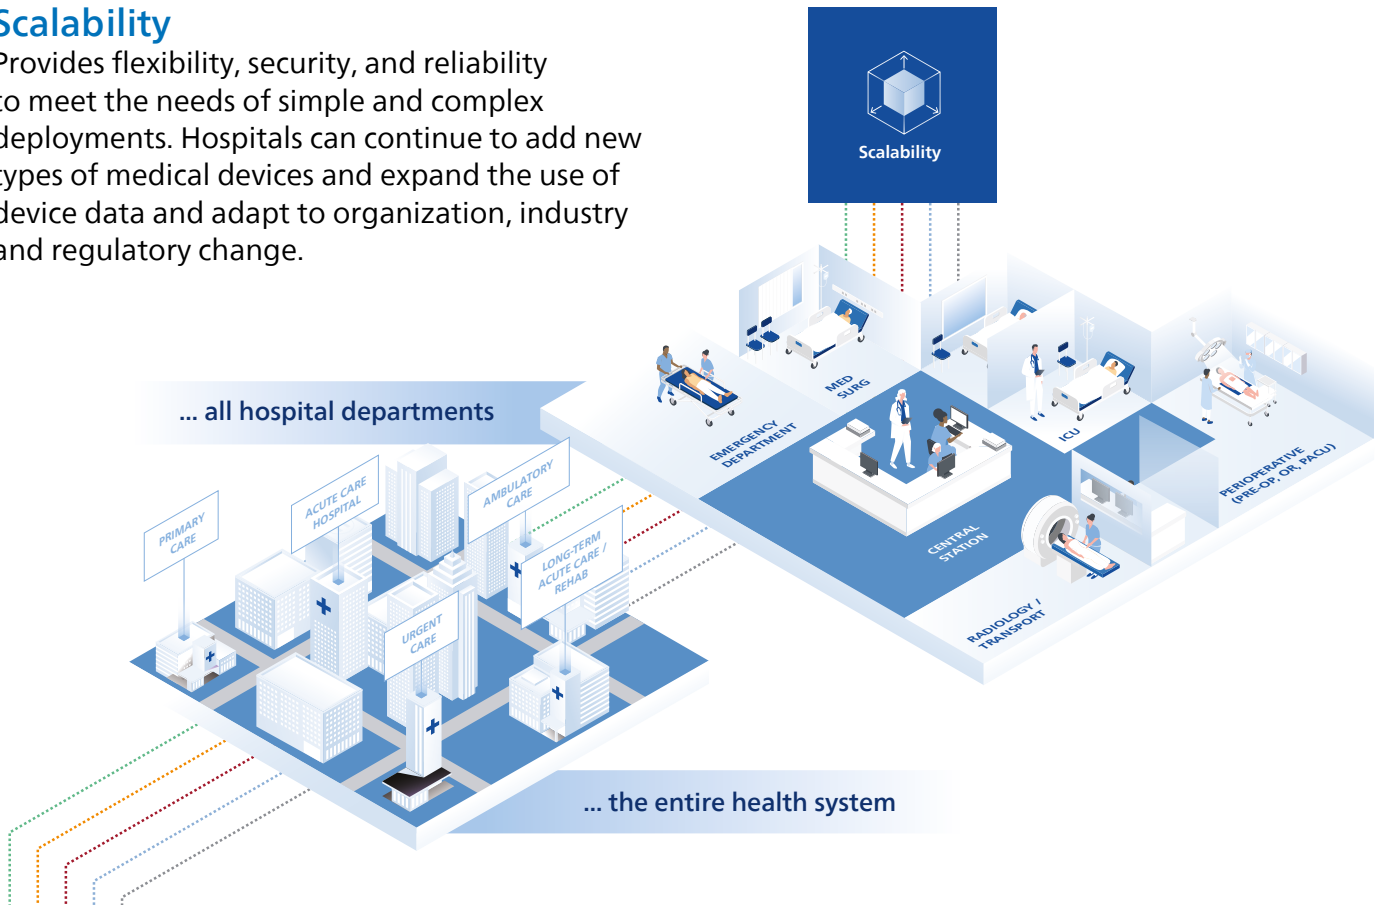 Scalability
Provides flexibility, security, and reliability
to meet the needs of simple and complex
deployments. Hospitals can continue to add new
types of medical devices and expand the use of
device data and adapt to organization, industry
and regulatory change.
Scalability
... all hospital departments
MED
SURG
EMERGENCY
DEPARTMENT
ICU
PERIOPERATIVE
(PRE-OP, OR, PACU)
CENTRAL
STATION
RADIOLOGY /
TRANSPORT
PRIMARY
CARE
ACUTE CARE
HOSPITAL
AMBULATORY
CARE
LONG-TERM
ACUTE CARE /
REHAB
URGENT
CARE
... the entire health system